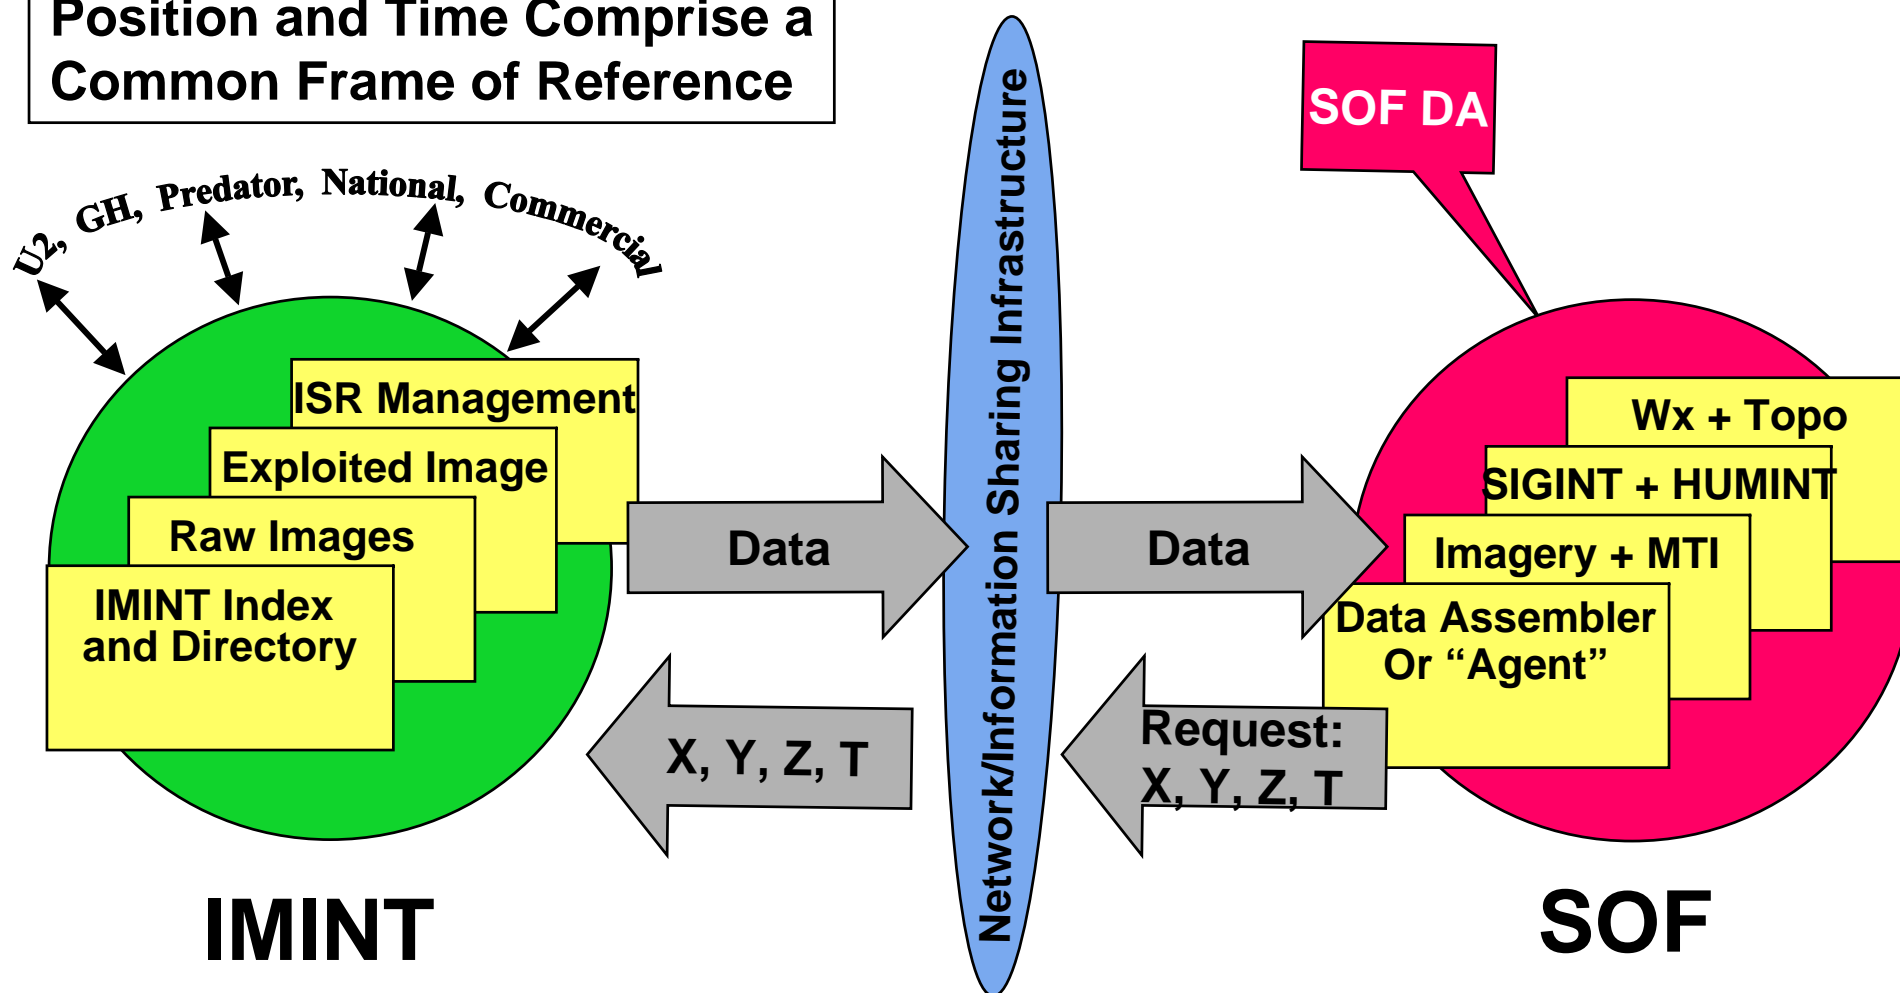 Position and Time Comprise a
Common Frame of Reference
SOF DA
U2, GH, Predator, National, Commercial
Network/Information Sharing Infrastructure
ISR Management
Exploited Image
Raw Images
IMINT Index
and Directory
Data
Data
Wx + Topo
SIGINT + HUMINT
Imagery + MTI
Data Assembler
Or “Agent”
X, Y, Z, T
Request:
X, Y, Z, T
IMINT
SOF